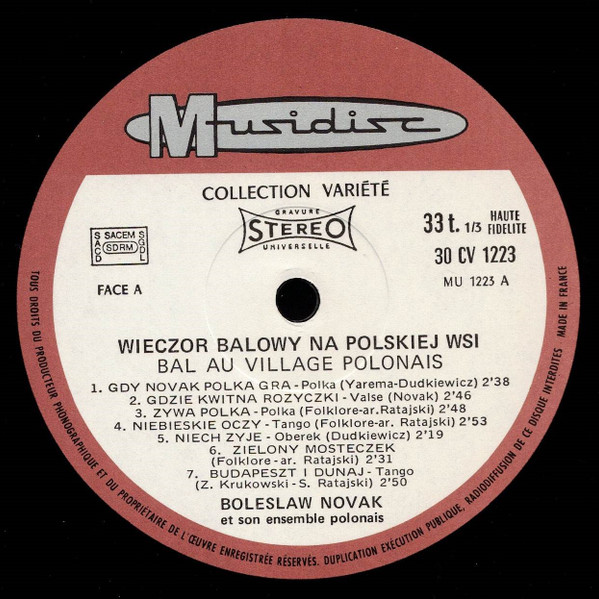 Musidisc
COLLECTION VARIÉTÉ
GRAVURE
STEREO
UNIVERSELLE
33 t. 1/3 HAUTE FIDELITE
30 CV 1223
MU 1223 A
SACD SACEM SDRM SGDL
FACE A
WIECZOR BALOWY NA POLSKIEJ WSI
BAL AU VILLAGE POLONAIS
1. GDY NOVAK POLKA GRA - Polka (Yarema-Dudkiewicz) 2'38
2. GDZIE KWITNA ROZYCZKI - Valse (Novak) 2'46
3. ZYWA POLKA - Polka (Folklore-ar. Ratajski) 2'48
4. NIEBIESKIE OCZY - Tango (Folklore-ar. Ratajski) 2'53
5. NIECH ZYJE - Oberek (Dudkiewicz) 2'19
6. ZIELONY MOSTECZEK
(Folklore - ar. Ratajski) 2'31
7. BUDAPESZT I DUNAJ - Tango
(Z. Krukowski - S. Ratajski) 2'50
BOLESLAW NOVAK
et son ensemble polonais
TOUS DROITS DU PRODUCTEUR PHONOGRAPHIQUE ET DU PROPRIÉTAIRE DE L'ŒUVRE ENREGISTRÉE RÉSERVÉS. DUPLICATION EXÉCUTION PUBLIQUE, RADIODIFFUSION DE CE DISQUE INTERDITES
MADE IN FRANCE